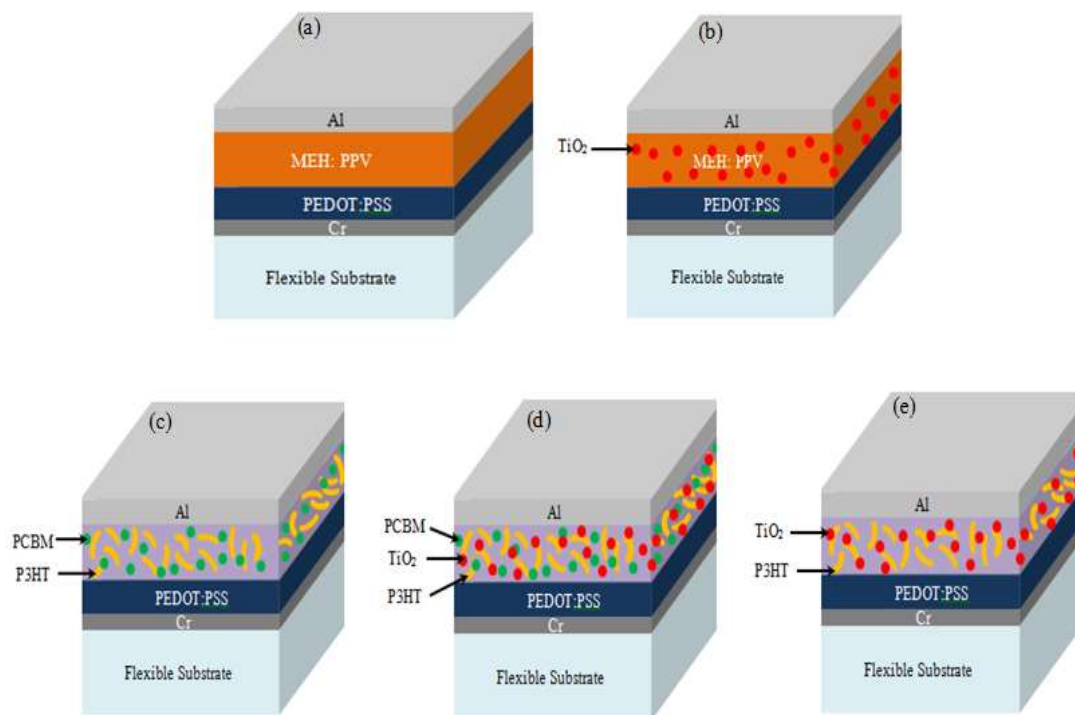 (a)
Al
MEH: PPV
PEDOT:PSS
Cr
Flexible Substrate
(b)
Al
TiO2
MEH: PPV
PEDOT:PSS
Cr
Flexible Substrate
(c)
Al
PCBM
P3HT
PEDOT:PSS
Cr
Flexible Substrate
(d)
Al
PCBM
TiO2
P3HT
PEDOT:PSS
Cr
Flexible Substrate
(e)
Al
TiO2
P3HT
PEDOT:PSS
Cr
Flexible Substrate